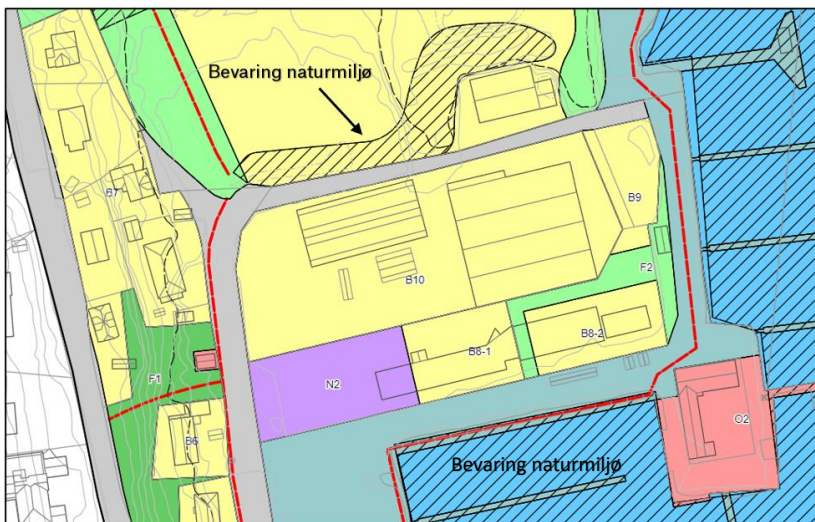 Bevaring naturmiljø
B7
B9
B10
F2
B8-2
B8-1
F1
N2
B6
O2
Bevaring naturmiljø